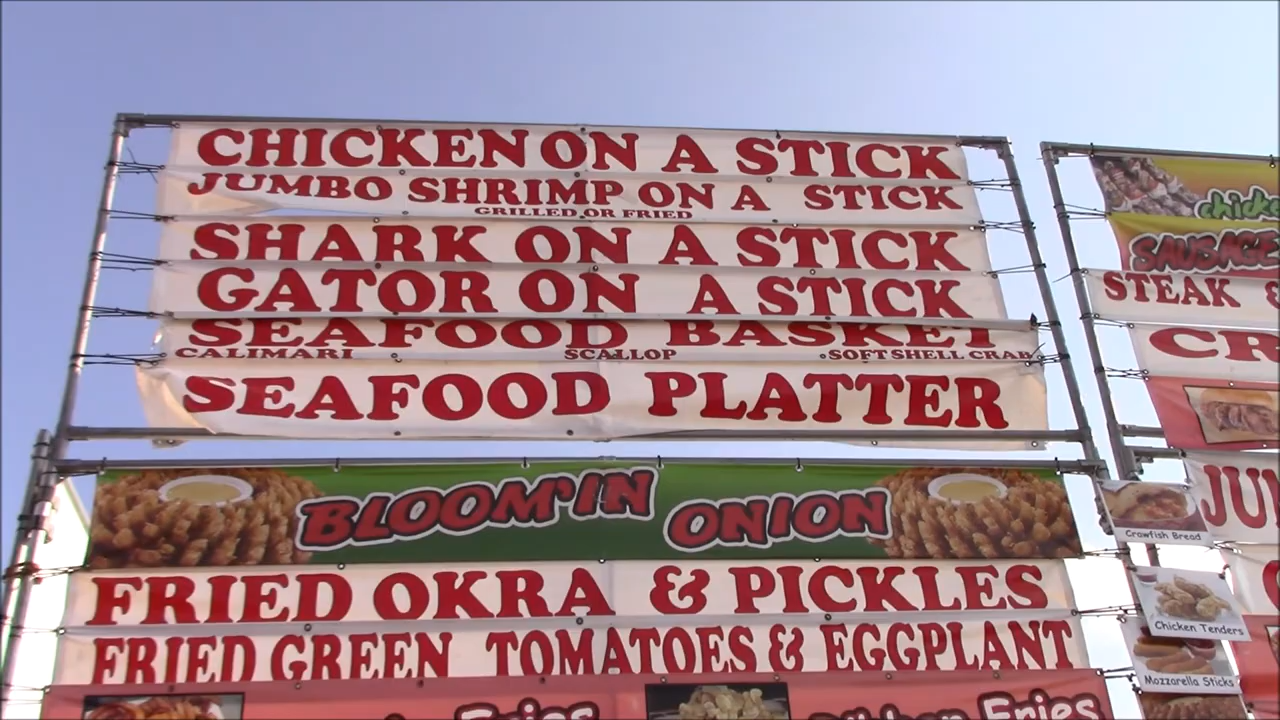 CHICKEN ON A STICK
JUMBO SHRIMP ON A STICK
GRILLED OR FRIED
SHARK ON A STICK
GATOR ON A STICK
SEAFOOD BASKET
CALIMARI SCALLOP SOFT SHELL CRAB
SEAFOOD PLATTER
BLOOM'IN ONION
FRIED OKRA & PICKLES
FRIED GREEN TOMATOES & EGGPLANT
Fries
Fries
SAUSAGE
STEAK &
Crawfish Bread
Chicken Tenders
Mozzarella Sticks